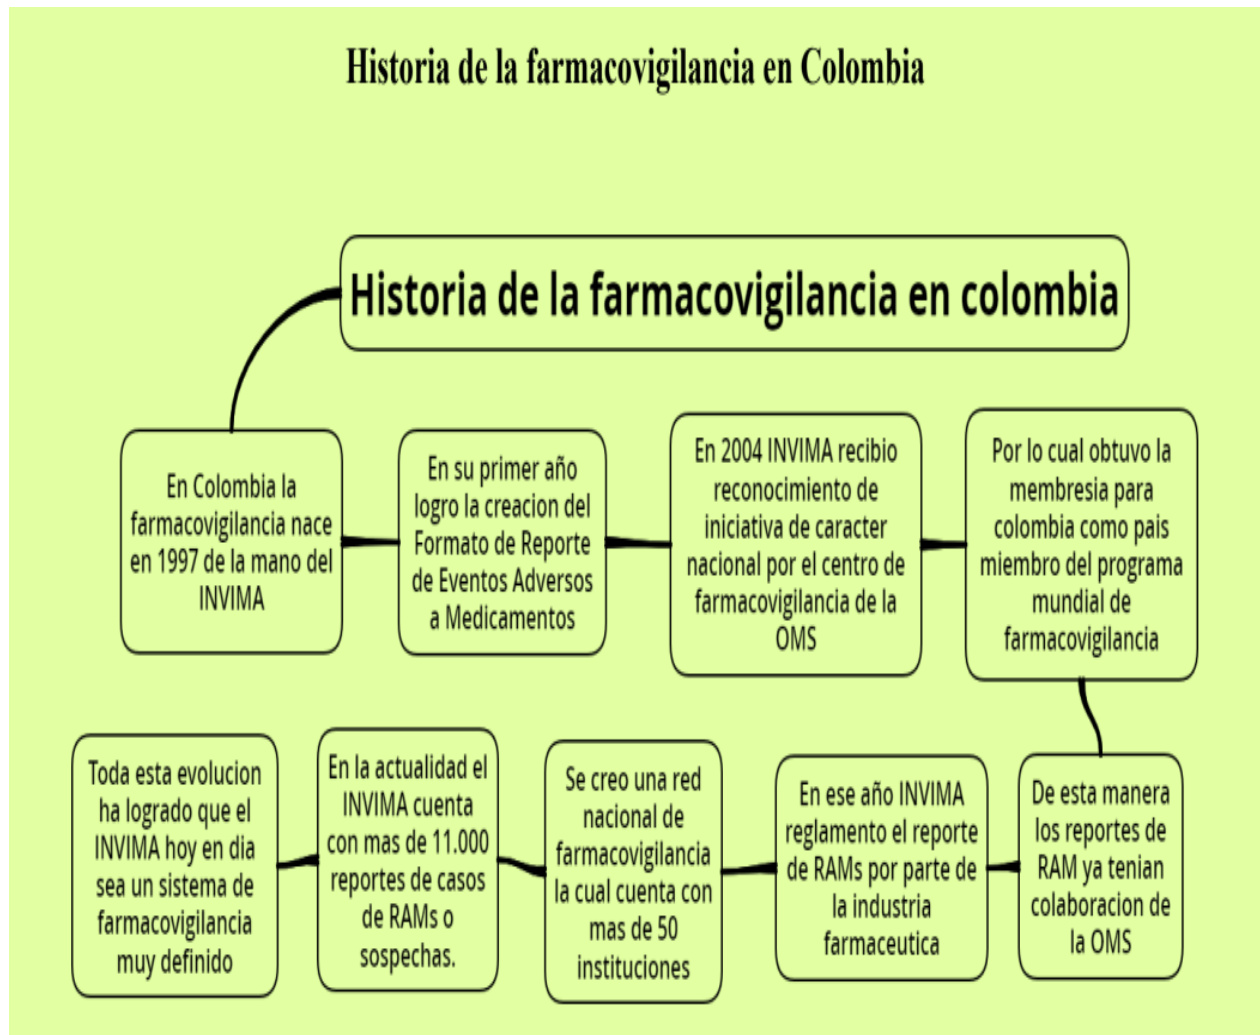 Historia de la farmacovigilancia en Colombia
Historia de la farmacovigilancia en colombia
En Colombia la
farmacovigilancia nace
en 1997 de la mano del
INVIMA
En su primer año
logro la creacion del
Formato de Reporte
de Eventos Adversos
a Medicamentos
En 2004 INVIMA recibio
reconocimiento de
iniciativa de caracter
nacional por el centro de
farmacovigilancia de la
OMS
Por lo cual obtuvo la
membresia para
colombia como pais
miembro del programa
mundial de
farmacovigilancia
De esta manera
los reportes de
RAM ya tenian
colaboracion de
la OMS
En ese año INVIMA
reglamento el reporte
de RAMs por parte de
la industria
farmaceutica
Se creo una red
nacional de
farmacovigilancia
la cual cuenta con
mas de 50
instituciones
En la actualidad el
INVIMA cuenta
con mas de 11.000
reportes de casos
de RAMs o
sospechas.
Toda esta evolucion
ha logrado que el
INVIMA hoy en dia
sea un sistema de
farmacovigilancia
muy definido